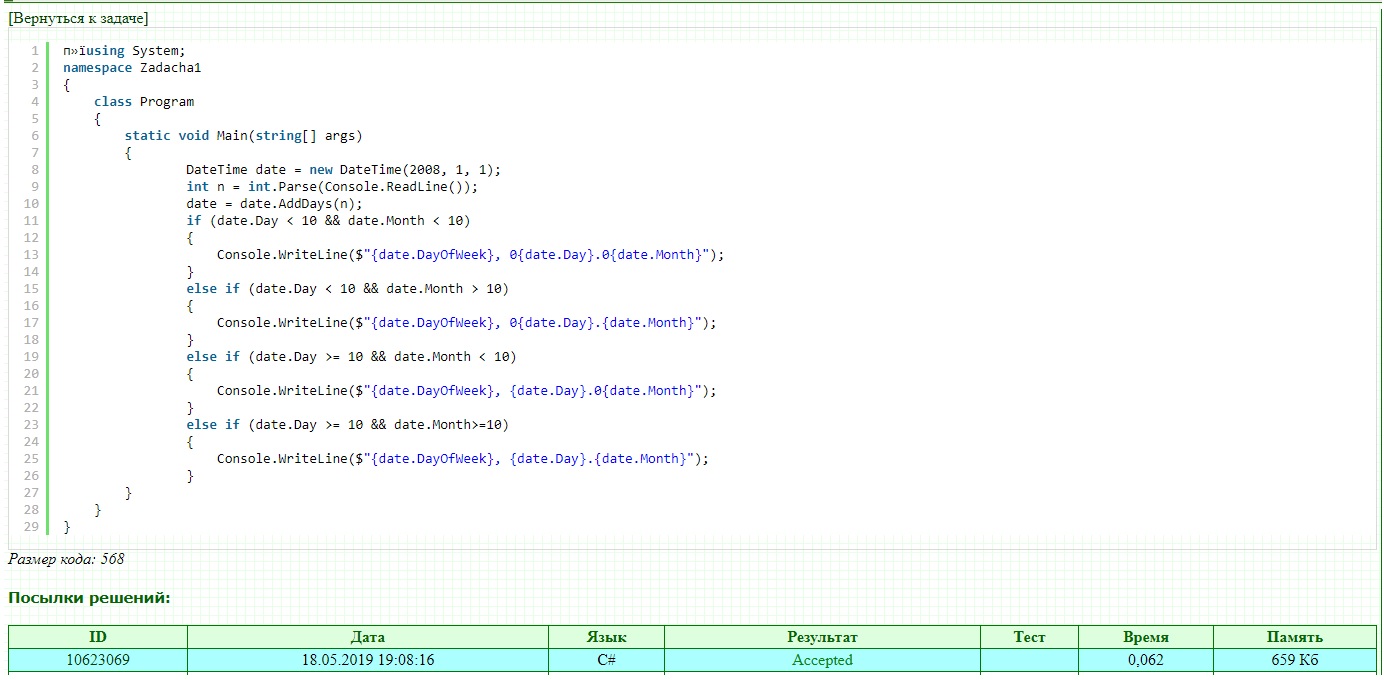 [Вернуться к задаче]
1 п»їusing System;
2 namespace Zadacha1
3 {
4 class Program
5 {
6 static void Main(string[] args)
7 {
8 DateTime date = new DateTime(2008, 1, 1);
9 int n = int.Parse(Console.ReadLine());
10 date = date.AddDays(n);
11 if (date.Day < 10 && date.Month < 10)
12 {
13 Console.WriteLine($"{date.DayOfWeek}, 0{date.Day}.0{date.Month}");
14 }
15 else if (date.Day < 10 && date.Month > 10)
16 {
17 Console.WriteLine($"{date.DayOfWeek}, 0{date.Day}.{date.Month}");
18 }
19 else if (date.Day >= 10 && date.Month < 10)
20 {
21 Console.WriteLine($"{date.DayOfWeek}, {date.Day}.0{date.Month}");
22 }
23 else if (date.Day >= 10 && date.Month>=10)
24 {
25 Console.WriteLine($"{date.DayOfWeek}, {date.Day}.{date.Month}");
26 }
27 }
28 }
29 }
Размер кода: 568
Посылки решений:
ID Дата Язык Результат Тест Время Память
10623069 18.05.2019 19:08:16 C# Accepted 0,062 659 Кб